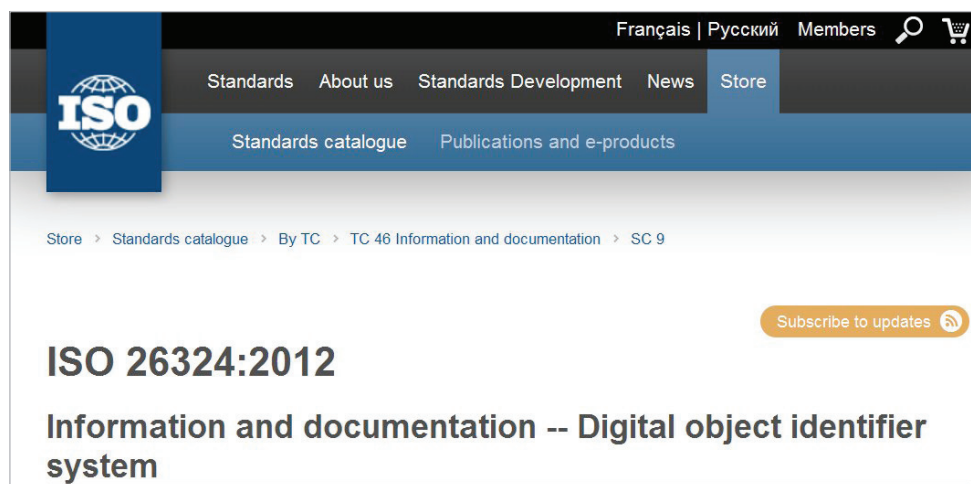 Français | Русский Members
Standards About us Standards Development News Store
ISO
Standards catalogue Publications and e-products
Store > Standards catalogue > By TC > TC 46 Information and documentation > SC 9
Subscribe to updates
ISO 26324:2012
Information and documentation -- Digital object identifier
system